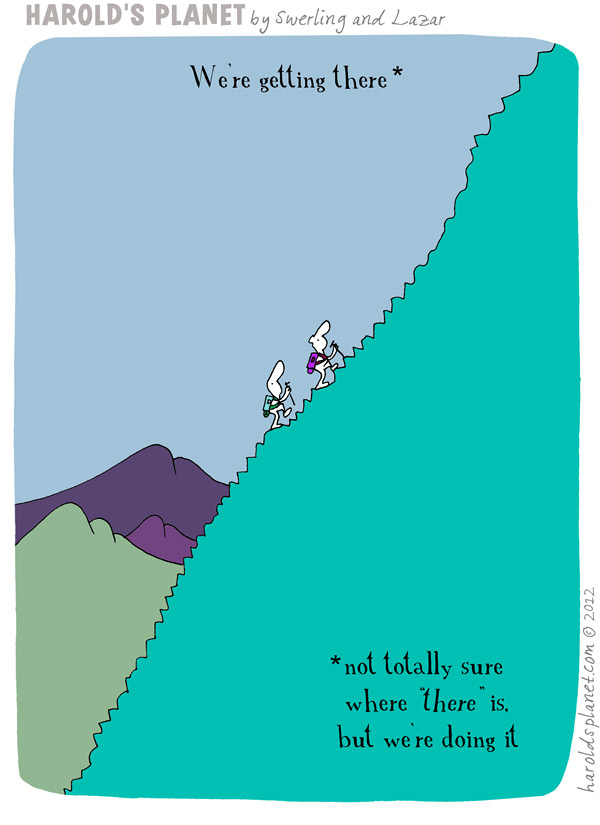 HAROLD'S PLANET by Swerling and Lazar
We're getting there*
*not totally sure
where "there" is,
but we're doing it
haroldsplanet.com © 2012